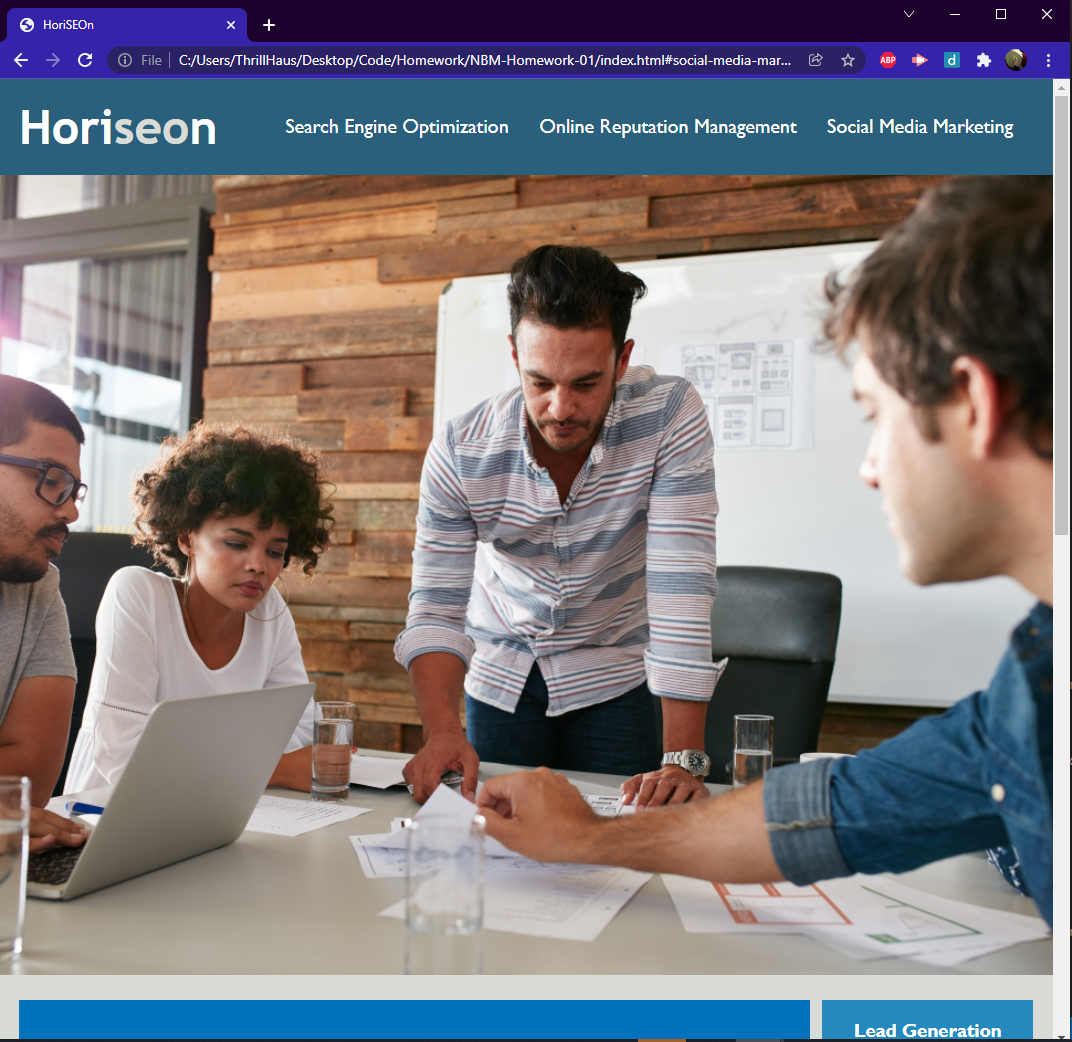 HoriSEOn
File
C:/Users/ThrillHaus/Desktop/Code/Homework/NBM-Homework-01/index.html#social-media-mar...
ABP
d
Horiseon
Search Engine Optimization
Online Reputation Management
Social Media Marketing
Lead Generation